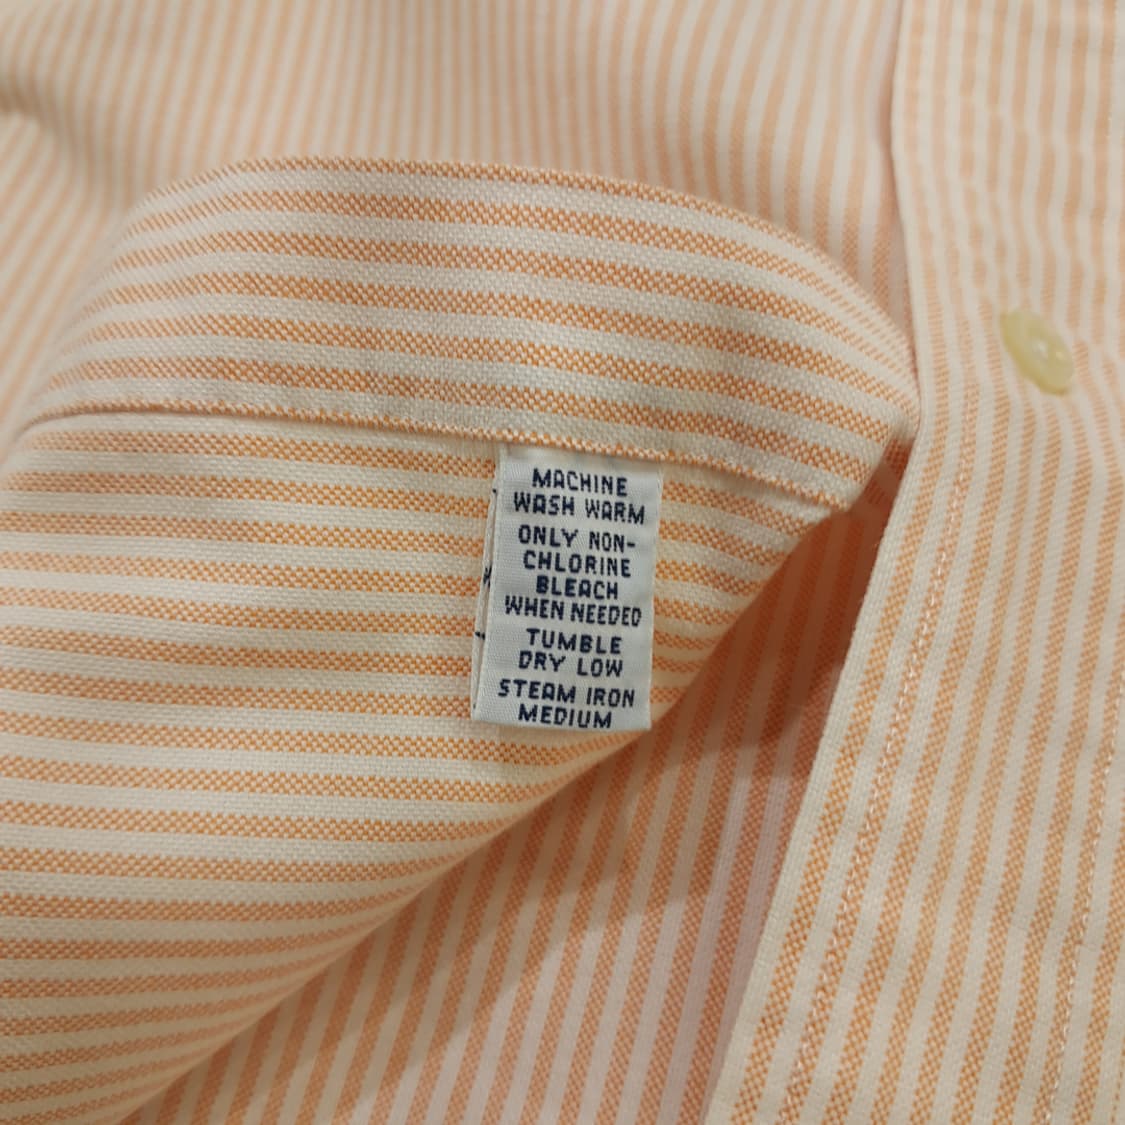 MACHINE
WASH WARM
ONLY NON-
CHLORINE
BLEACH
WHEN NEEDED
TUMBLE
DRY LOW
STEAM IRON
MEDIUM